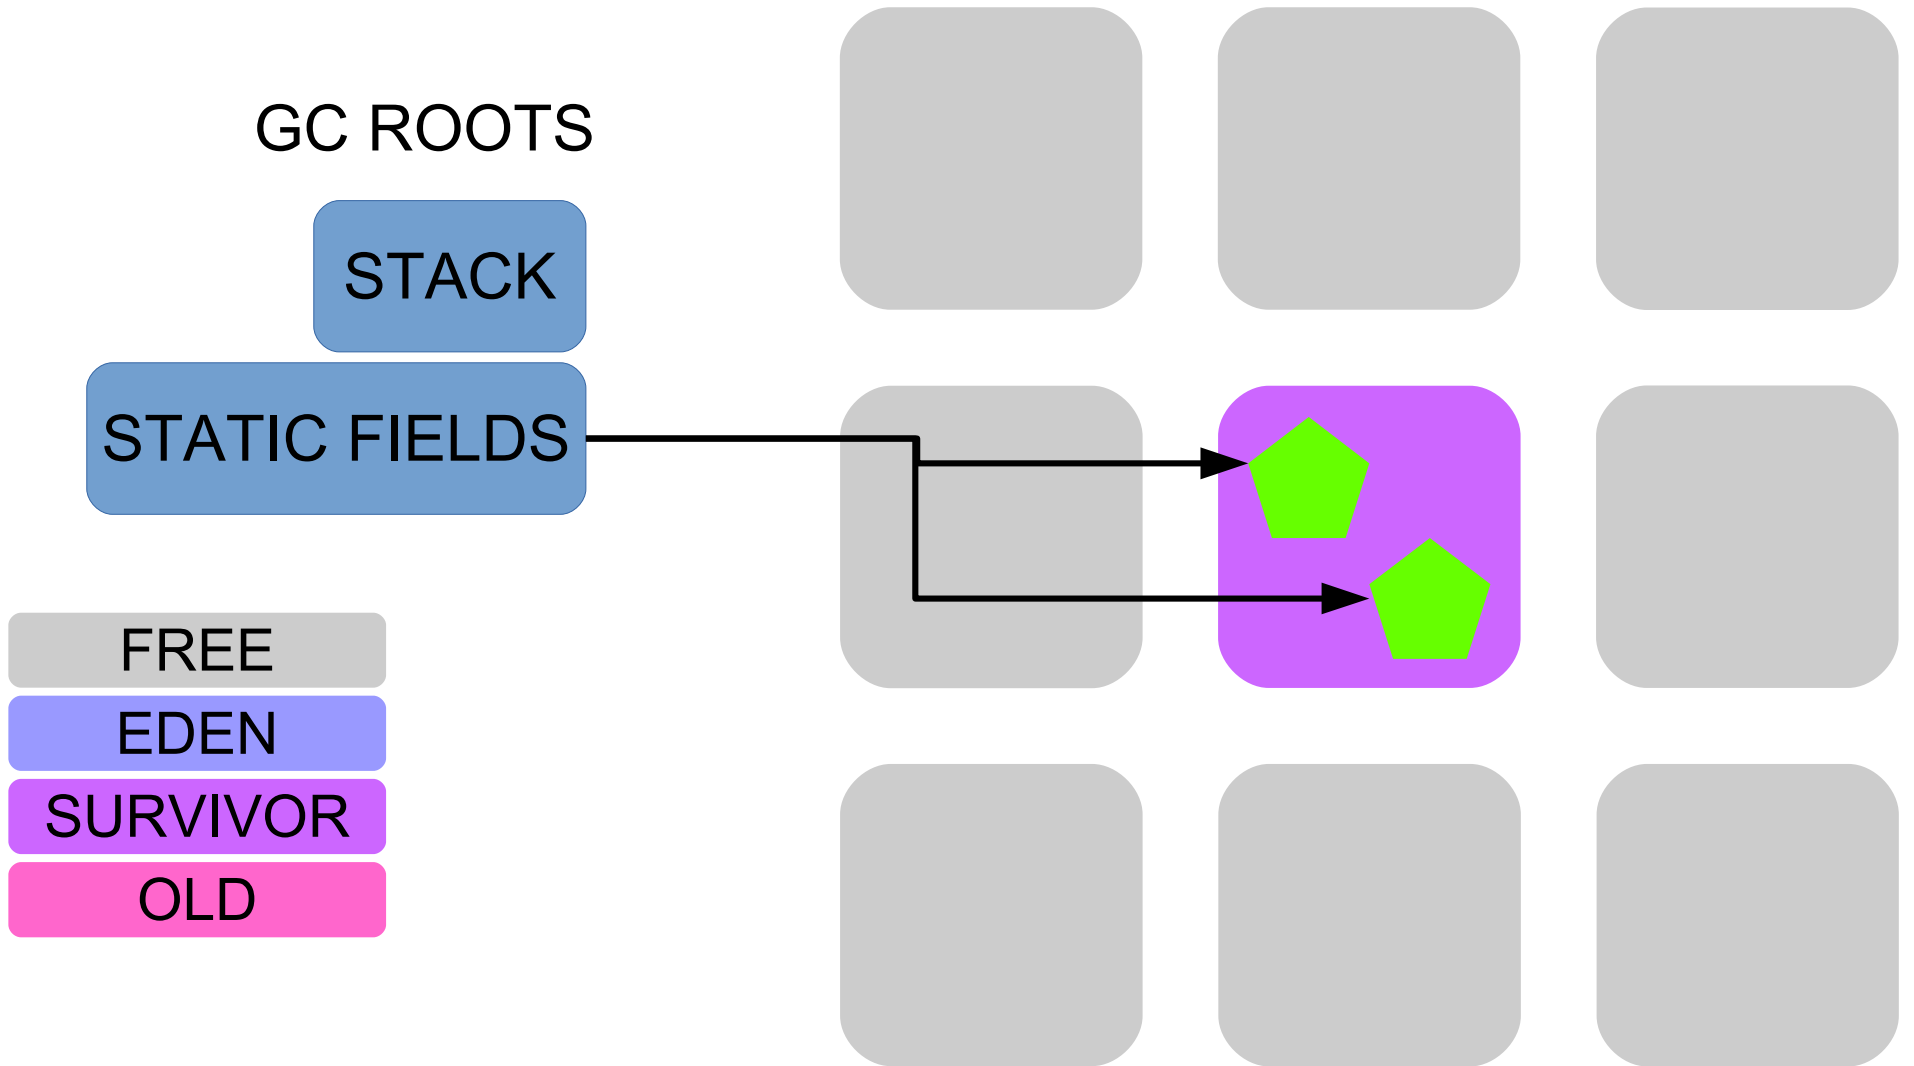 GC ROOTS
STACK
STATIC FIELDS
FREE
EDEN
SURVIVOR
OLD